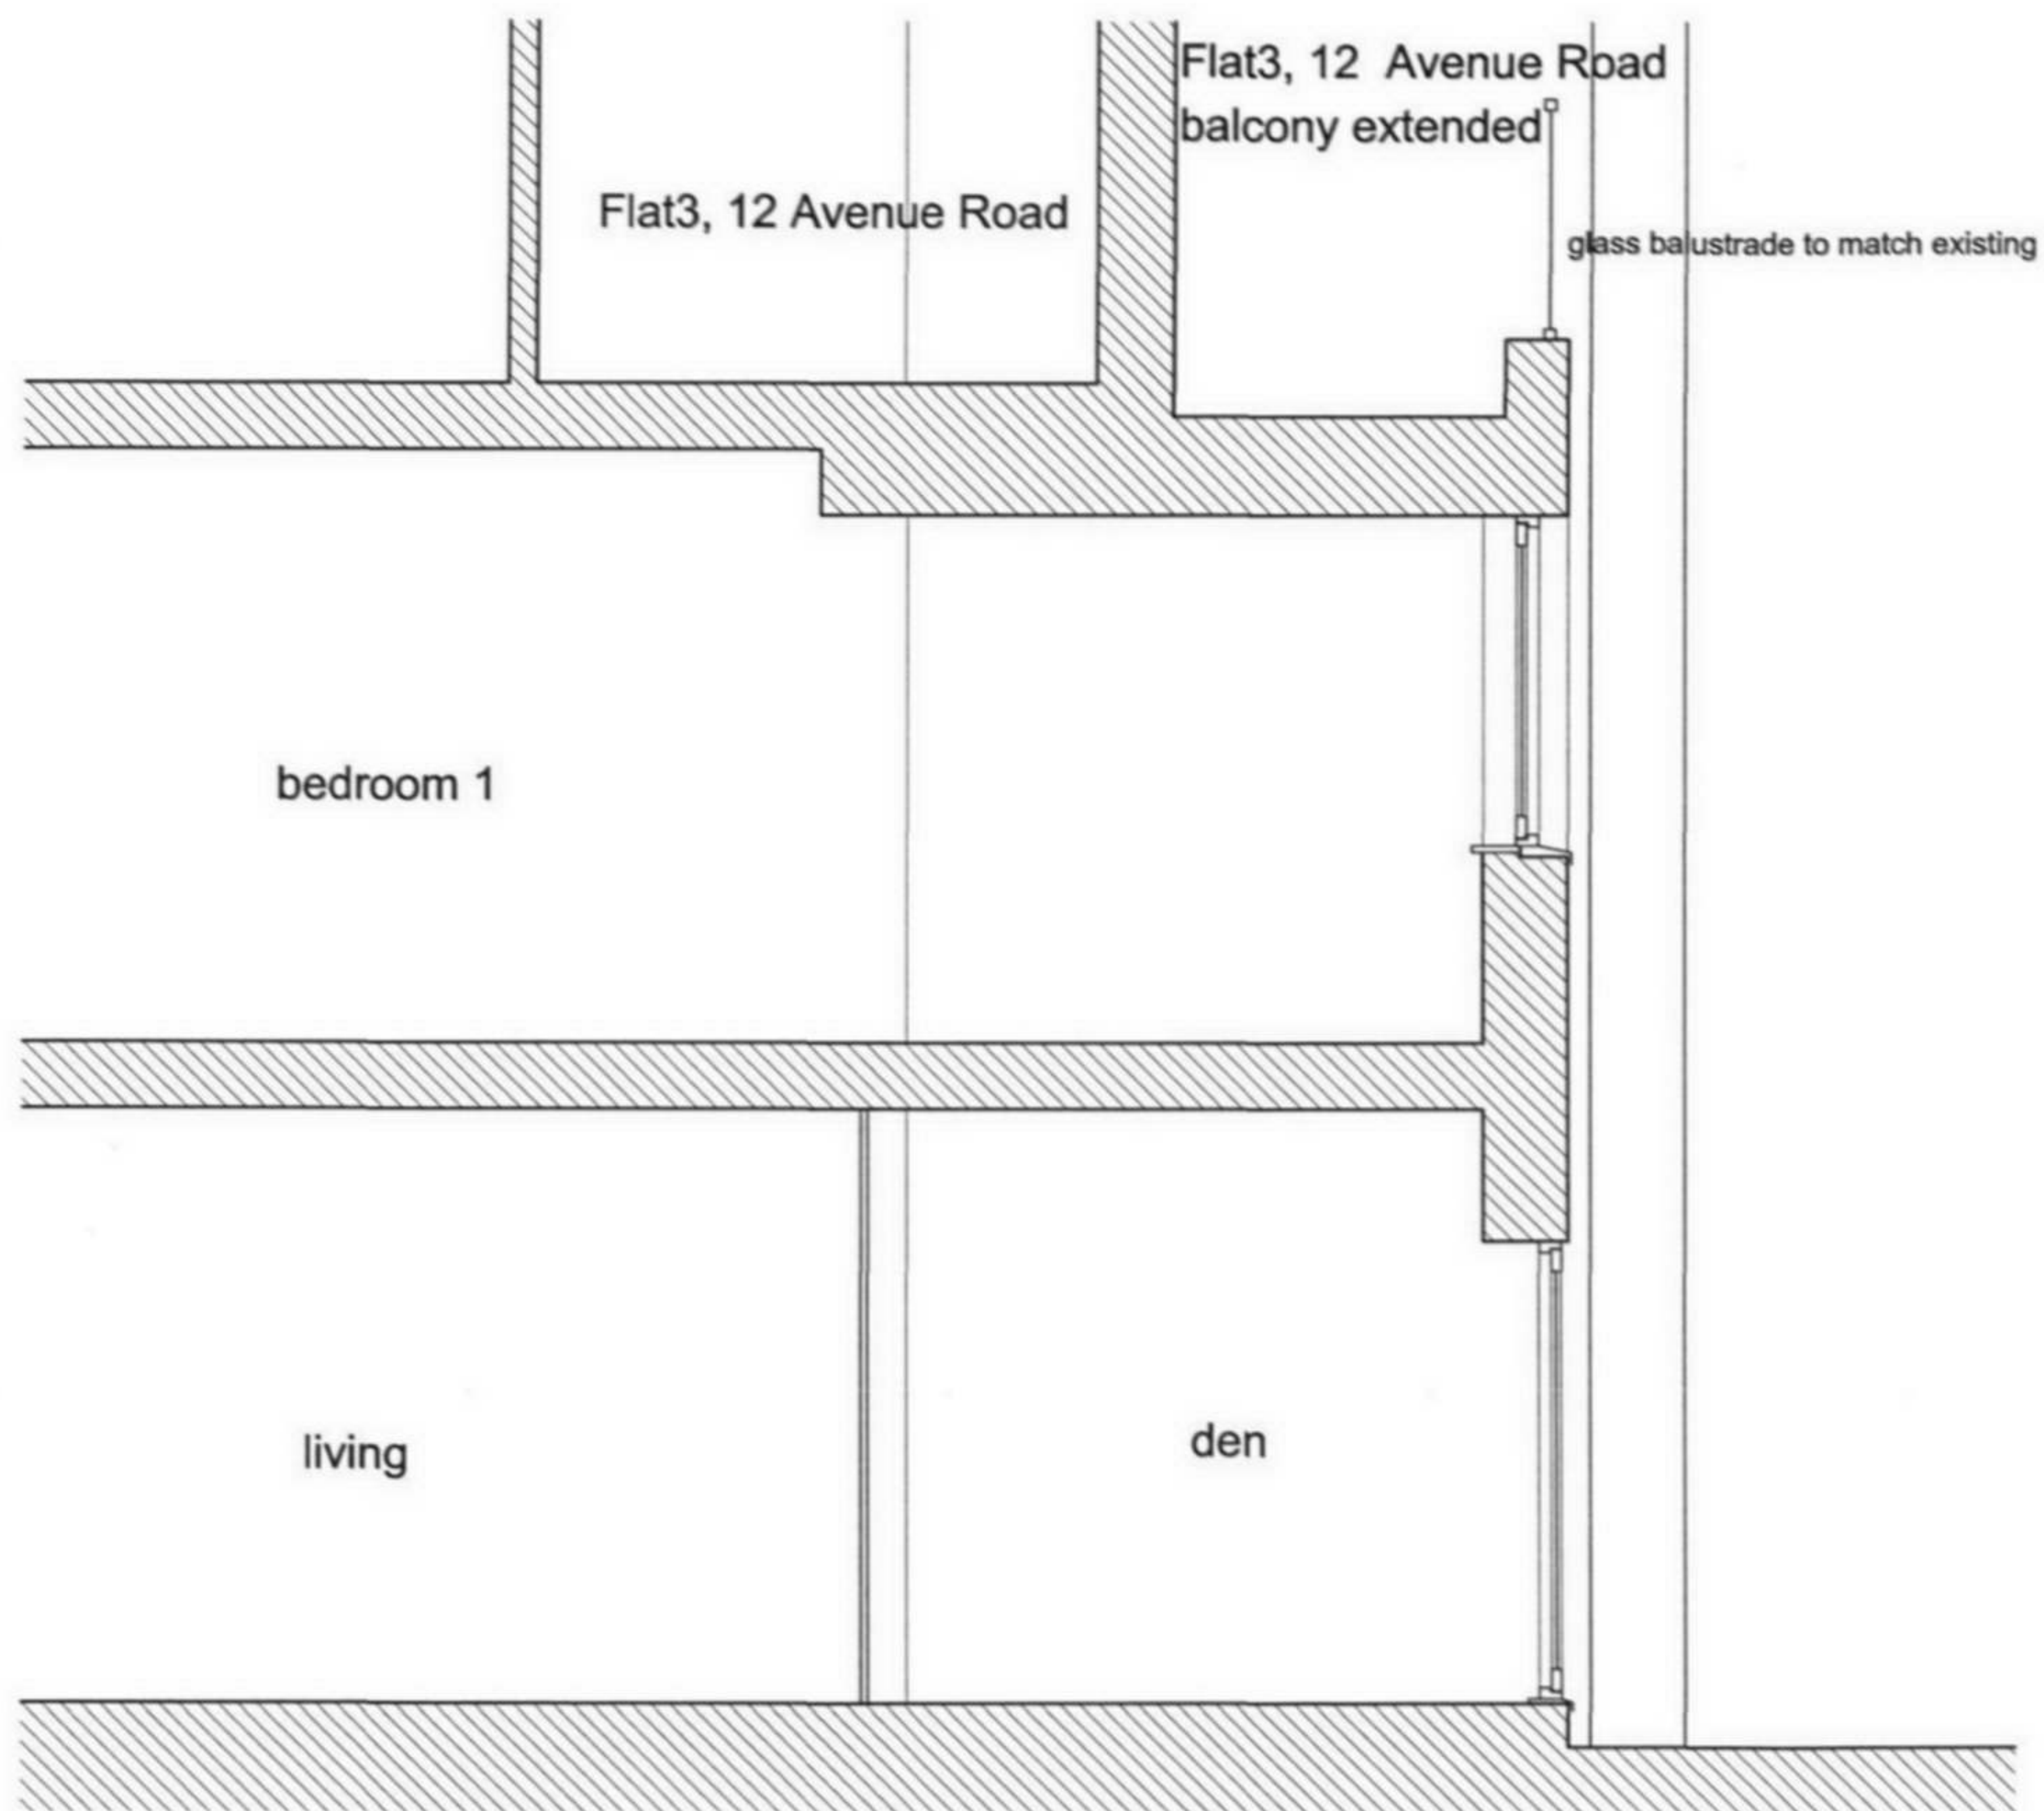 Flat3, 12 Avenue Road
balcony extended
Flat3, 12 Avenue Road
glass balustrade to match existing
bedroom 1
living
den